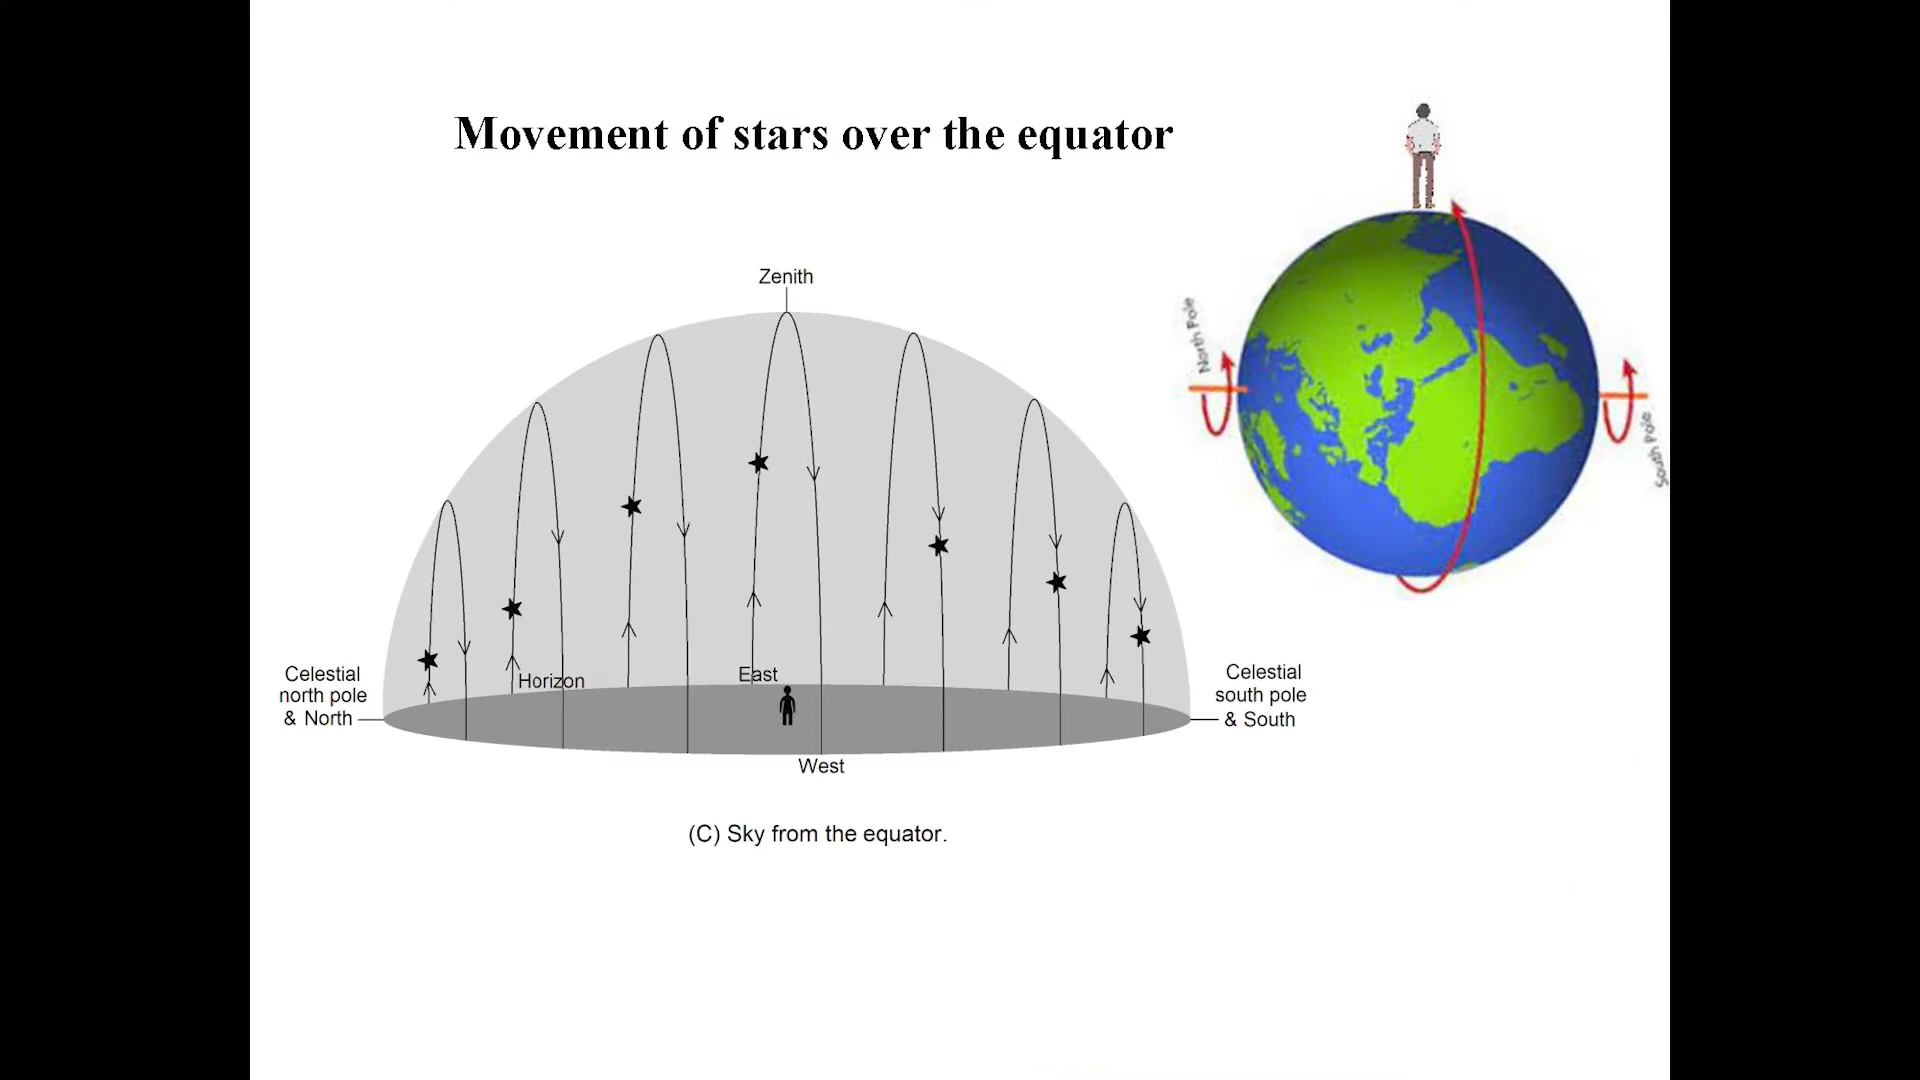 Movement of stars over the equator
Zenith
North Pole
South Pole
Celestial
north pole
& North
Horizon
East
Celestial
south pole
& South
West
(C) Sky from the equator.